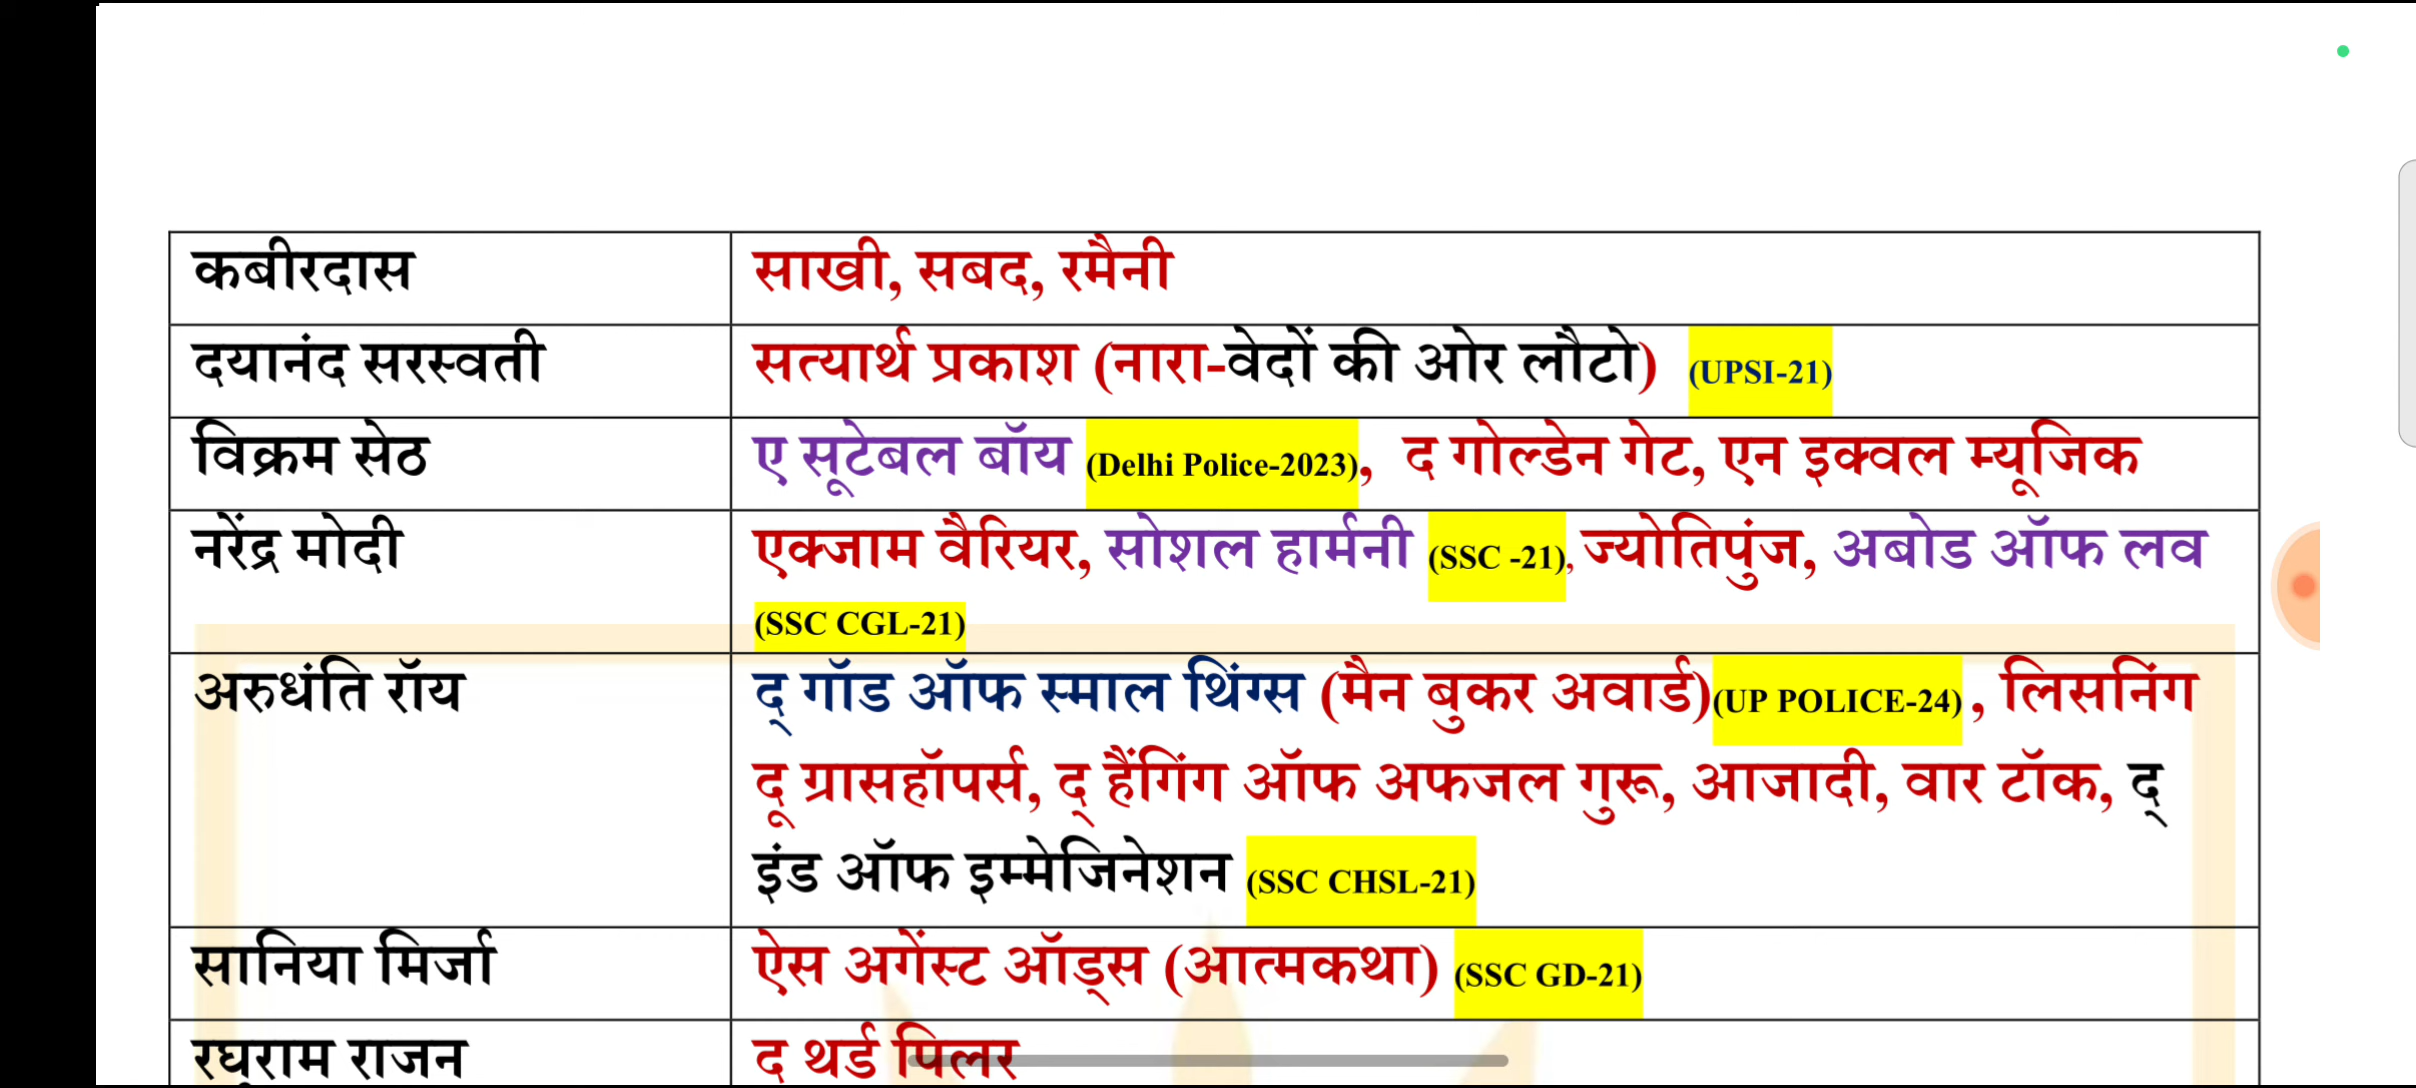 कबीरदास साखी, सबद, रमैनी
दयानंद सरस्वती सत्यार्थ प्रकाश (नारा-वेदों की ओर लौटो) (UPSI-21)
विक्रम सेठ ए सूटेबल बॉय (Delhi Police-2023), द गोल्डेन गेट, एन इक्वल म्यूजिक
नरेंद्र मोदी एक्जाम वैरियर, सोशल हार्मनी (SSC -21), ज्योतिपुंज, अबोड ऑफ लव
(SSC CGL-21)
अरुधंति रॉय द् गॉड ऑफ स्माल थिंग्स (मैन बुकर अवार्ड)(UP POLICE-24) , लिसनिंग
दू ग्रासहॉपर्स, द् हैंगिंग ऑफ अफजल गुरू, आजादी, वार टॉक, द्
इंड ऑफ इम्मेजिनेशन (SSC CHSL-21)
सानिया मिर्जा ऐस अगेंस्ट ऑड्स (आत्मकथा) (SSC GD-21)
रघुराम राजन द थर्ड पिलर